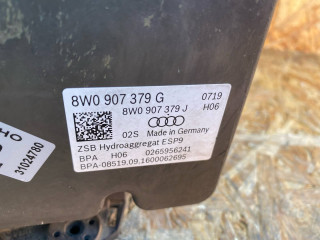 8W0 907 379 G 0719
8W0 907 379 J H06
02S Made in Germany
ZSB Hydroaggregat ESP9
BPA H06 0265956241
BPA-08519.09.1600062695
31024780